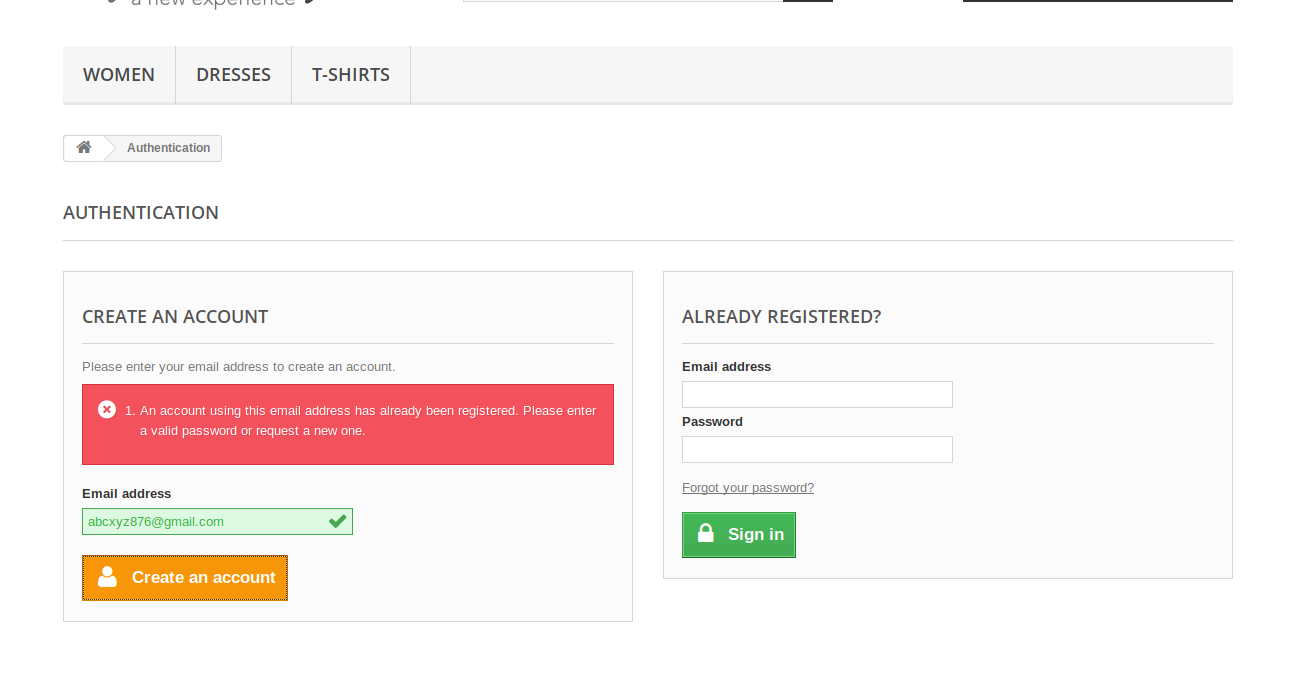 a new experience
WOMEN
DRESSES
T-SHIRTS
Authentication
AUTHENTICATION
CREATE AN ACCOUNT
Please enter your email address to create an account.
1. An account using this email address has already been registered. Please enter
a valid password or request a new one.
Email address
abcxyz876@gmail.com
Create an account
ALREADY REGISTERED?
Email address
Password
Forgot your password?
Sign in